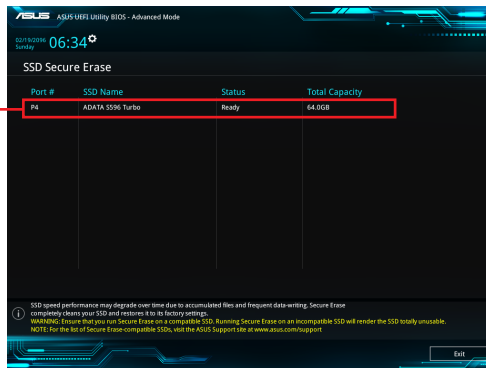 ASUS ASUS UEFI Utility BIOS - Advanced Mode
02/19/2096
Sunday
06:34
SSD Secure Erase
Port # SSD Name Status Total Capacity
P4 ADATA S596 Turbo Ready 64.0GB
SSD speed performance may degrade over time due to accumulated files and frequent data-writing. Secure Erase
completely cleans your SSD and restores it to its factory settings.
WARNING: Ensure that you run Secure Erase on a compatible SSD. Running Secure Erase on an incompatible SSD will render the SSD totally unusable.
NOTE: For the list of Secure Erase-compatible SSDs, visit the ASUS Support site at www.asus.com/support
Exit